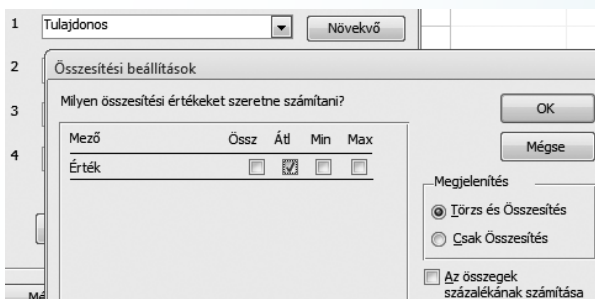 1 Tulajdonos Növekvő
2
Összesítési beállítások
Milyen összesítési értékeket szeretne számítani?
3
OK
Mező Össz Átl Min Max
4
Mégse
Érték
Megjelenítés
Törzs és Összesítés
Csak Összesítés
Az összegek
százalékának számítása
Mé